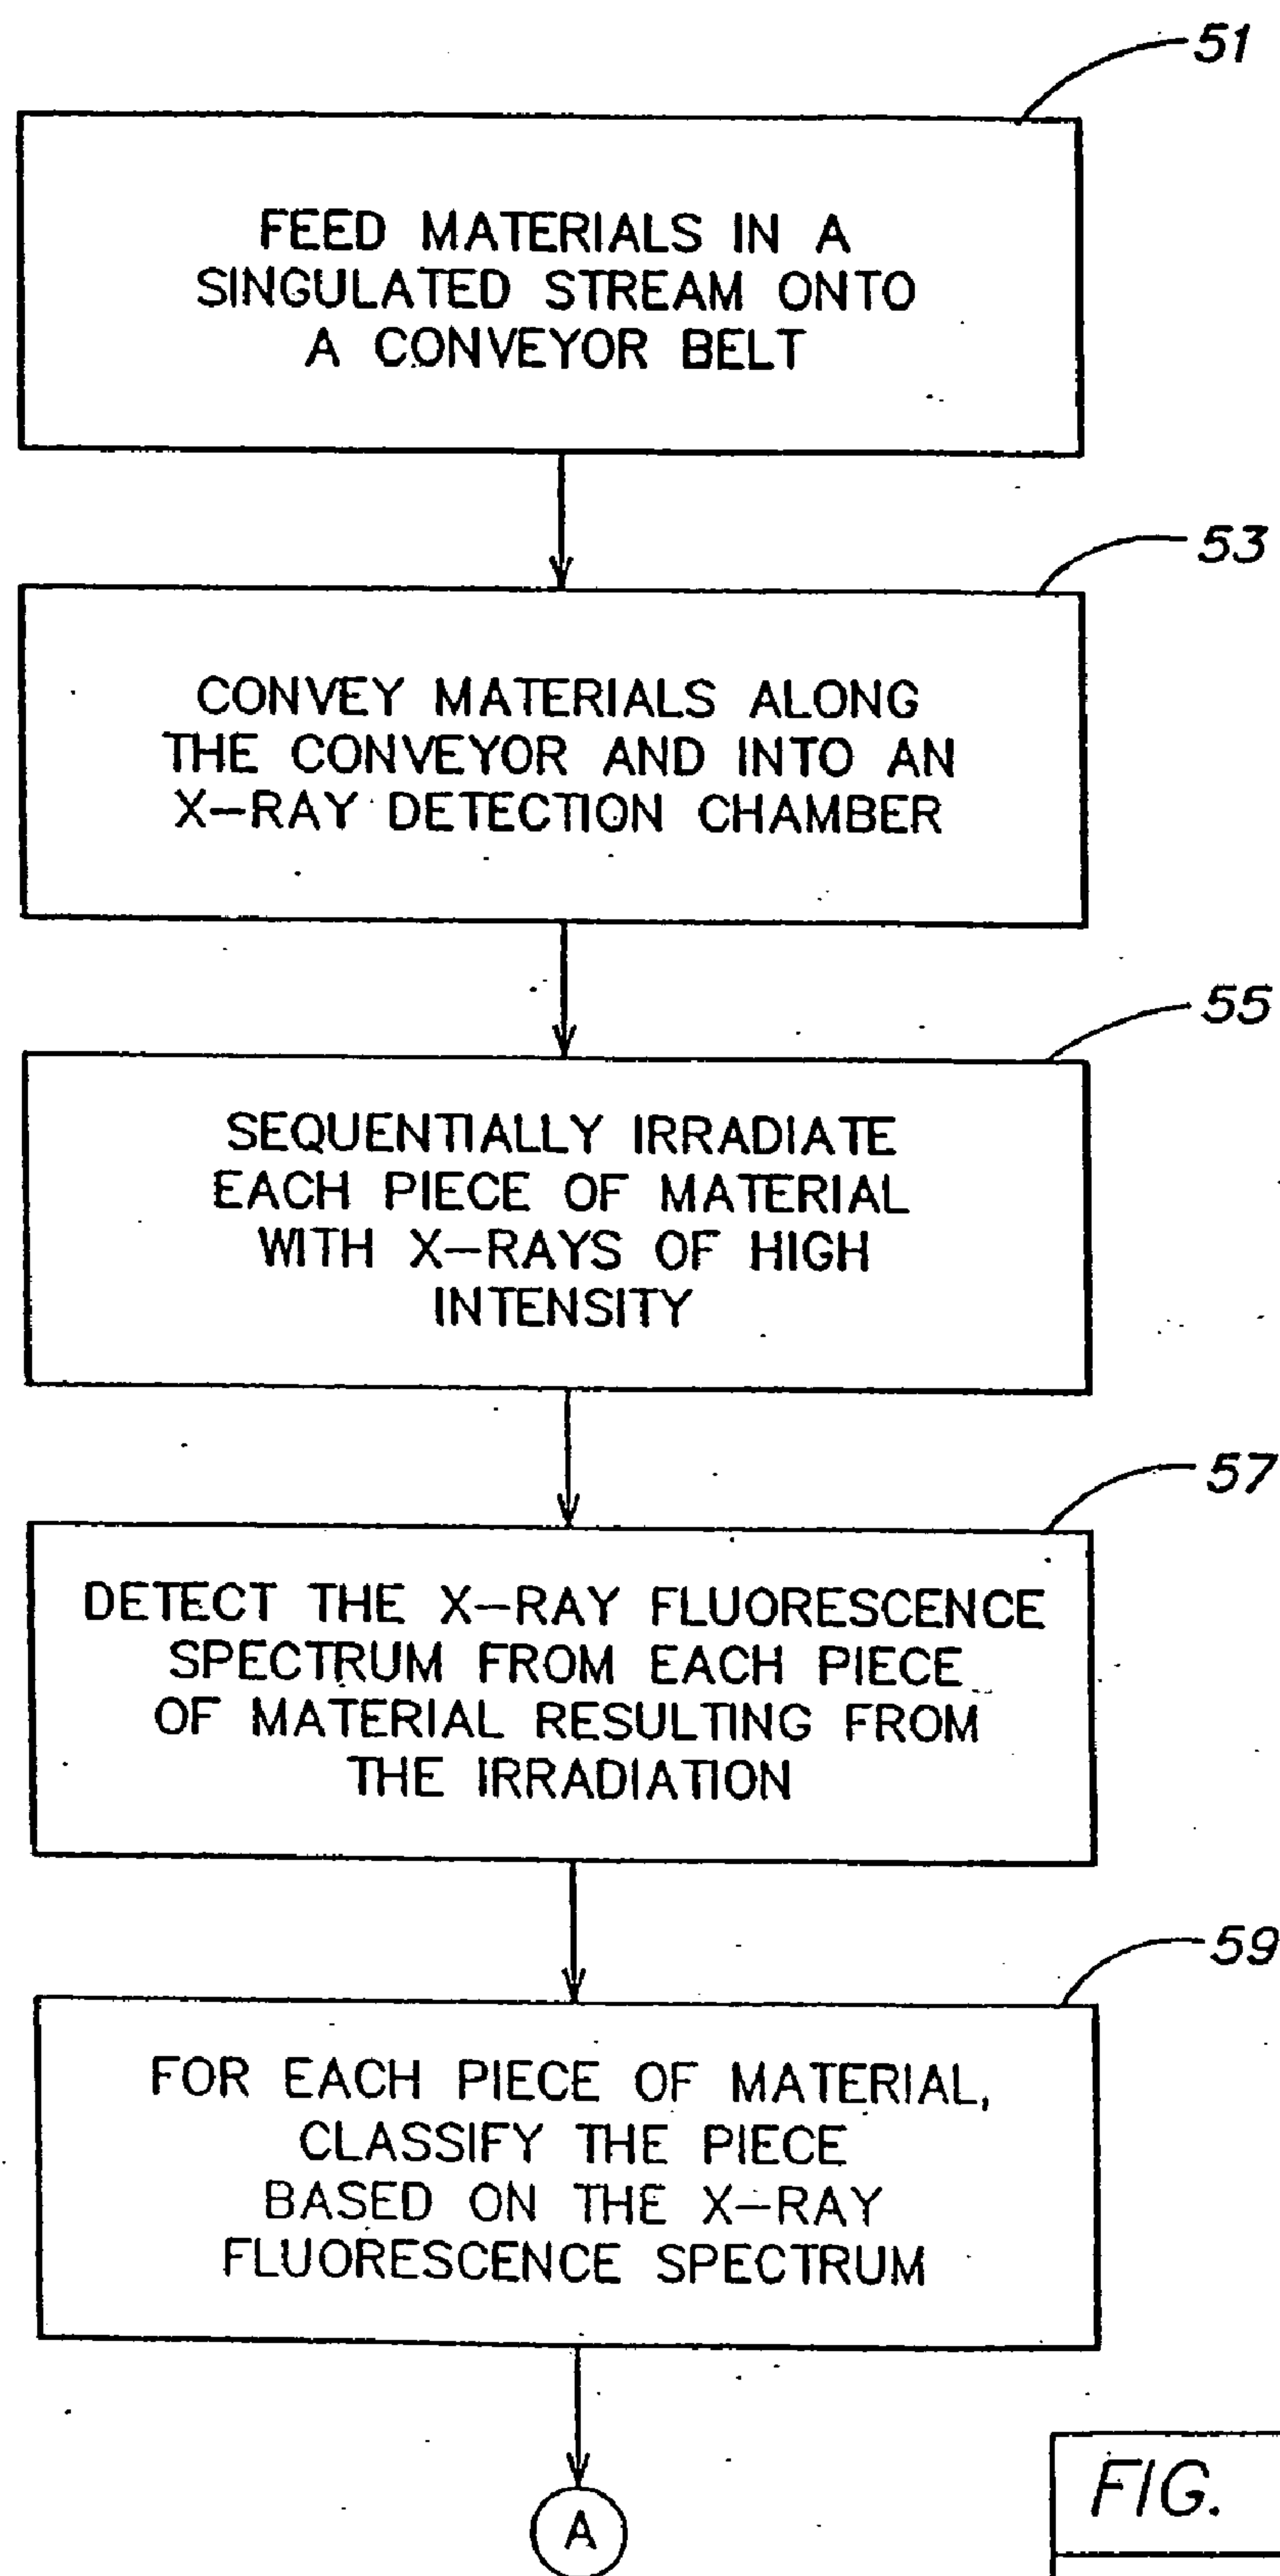 51
FEED MATERIALS IN A
SINGULATED STREAM ONTO
A CONVEYOR BELT
53
CONVEY MATERIALS ALONG
THE CONVEYOR AND INTO AN
X-RAY DETECTION CHAMBER
55
SEQUENTIALLY IRRADIATE
EACH PIECE OF MATERIAL
WITH X-RAYS OF HIGH
INTENSITY
57
DETECT THE X-RAY FLUORESCENCE
SPECTRUM FROM EACH PIECE
OF MATERIAL RESULTING FROM
THE IRRADIATION
59
FOR EACH PIECE OF MATERIAL,
CLASSIFY THE PIECE
BASED ON THE X-RAY
FLUORESCENCE SPECTRUM
A
FIG.